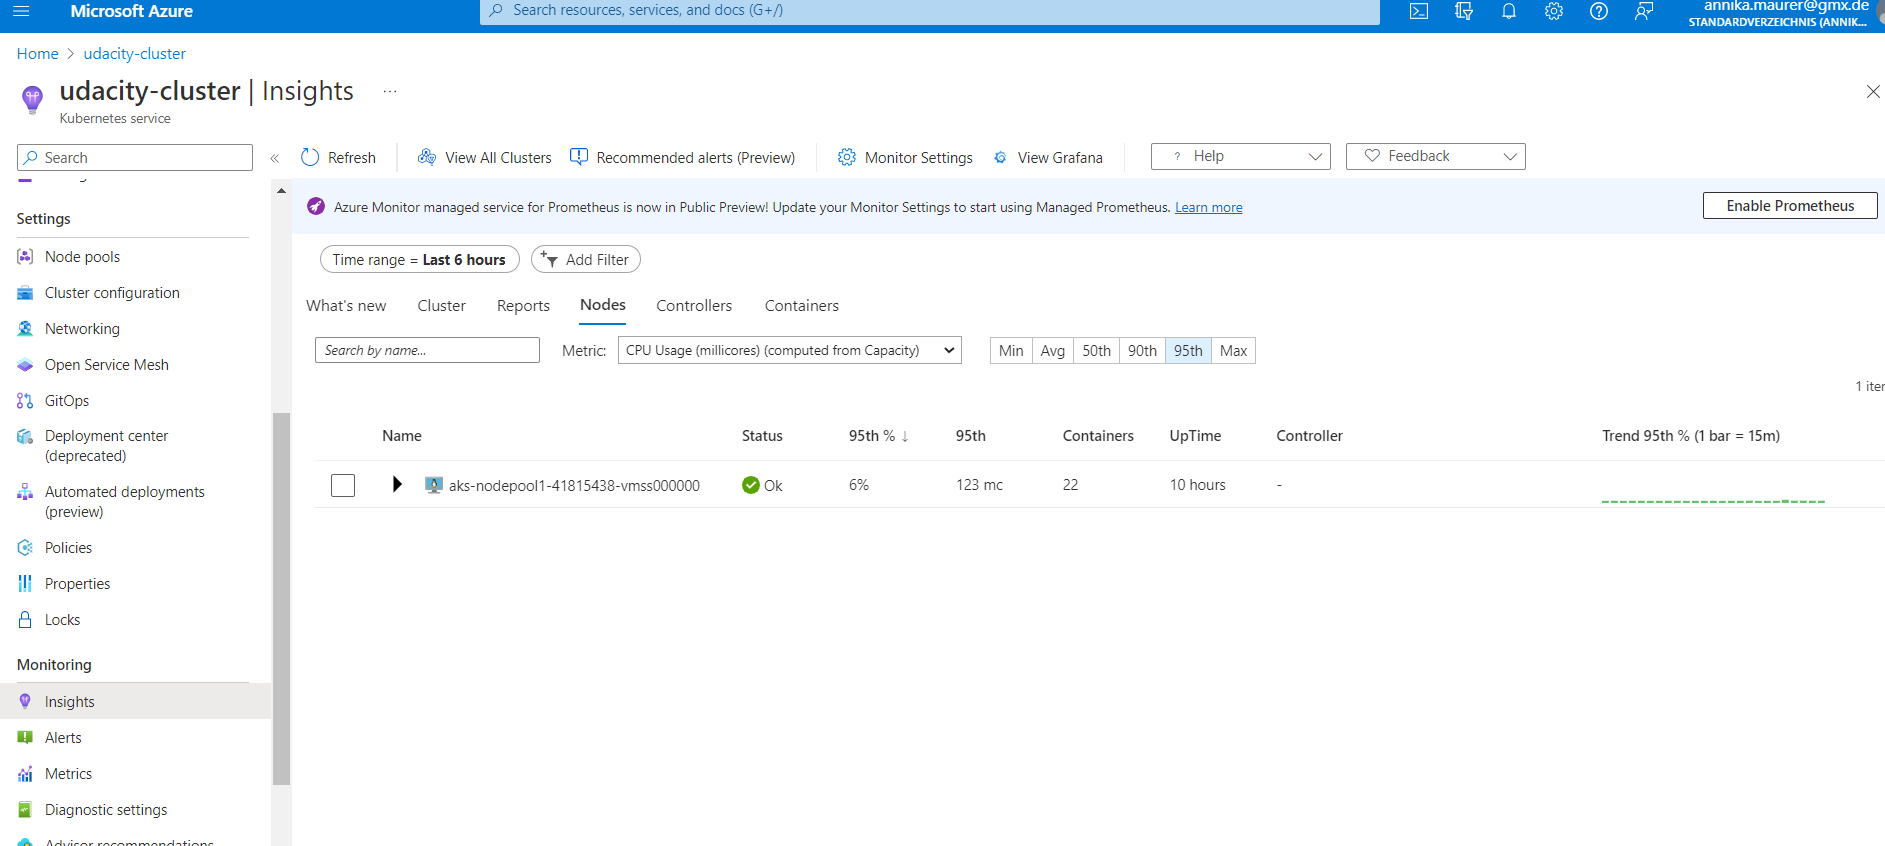 Microsoft Azure
Search resources, services, and docs (G+/)
annika.maurer@gmx.de
STANDARDVERZEICHNIS (ANNIK...
Home > udacity-cluster
udacity-cluster | Insights ...
Kubernetes service
Search
Settings
Node pools
Cluster configuration
Networking
Open Service Mesh
GitOps
Deployment center
(deprecated)
Automated deployments
(preview)
Policies
Properties
Locks
Monitoring
Insights
Alerts
Metrics
Diagnostic settings
Advisor recommendations
Refresh View All Clusters Recommended alerts (Preview) Monitor Settings View Grafana ? Help Feedback
Azure Monitor managed service for Prometheus is now in Public Preview! Update your Monitor Settings to start using Managed Prometheus. Learn more
Enable Prometheus
Time range = Last 6 hours Add Filter
What's new Cluster Reports Nodes Controllers Containers
Search by name... Metric: CPU Usage (millicores) (computed from Capacity) Min Avg 50th 90th 95th Max
1 iter
Name Status 95th % ↓ 95th Containers UpTime Controller Trend 95th % (1 bar = 15m)
aks-nodepool1-41815438-vmss000000 Ok 6% 123 mc 22 10 hours -